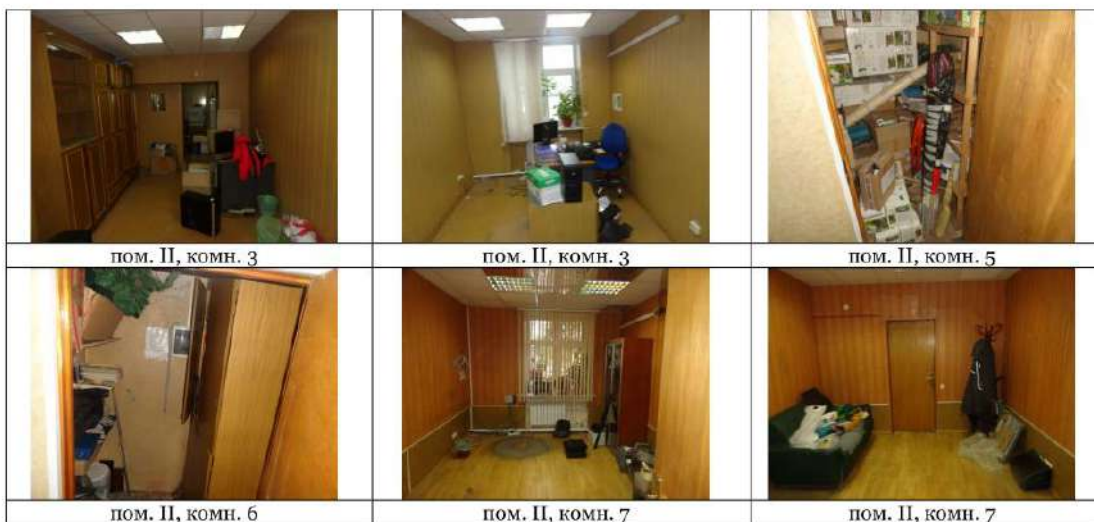 пом. II, комн. 3
пом. II, комн. 3
пом. II, комн. 5
пом. II, комн. 6
пом. II, комн. 7
пом. II, комн. 7